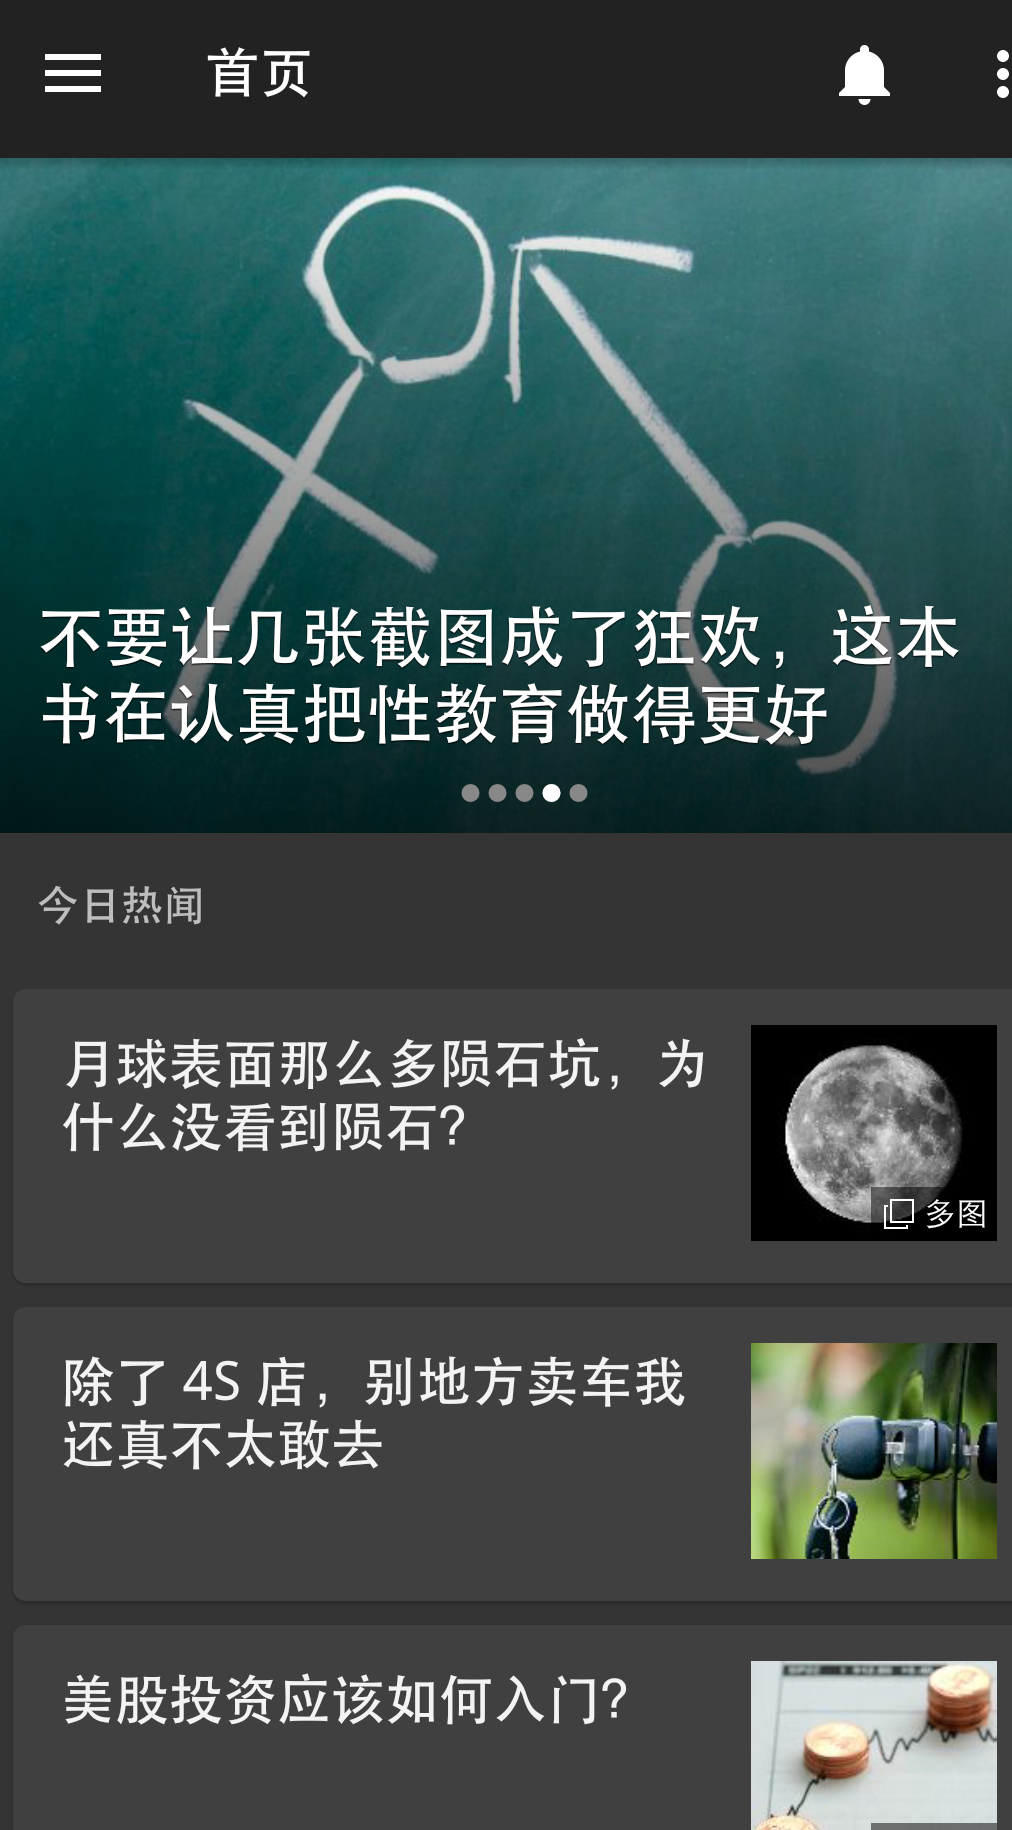 首页
不要让几张截图成了狂欢，这本
书在认真把性教育做得更好
今日热闻
月球表面那么多陨石坑，为
什么没看到陨石？
多图
除了 4S 店，别地方卖车我
还真不太敢去
美股投资应该如何入门？